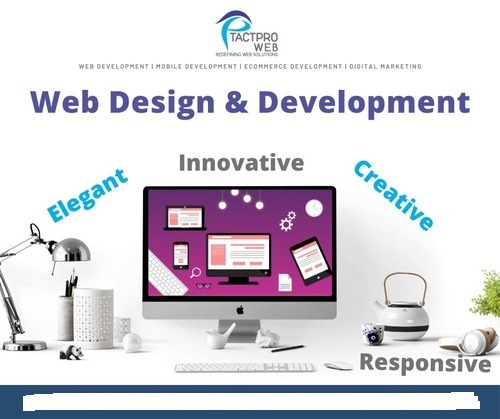 TACTPRO
WEB
REDEFINING WEB SOLUTIONS
WEB DEVELOPMENT | MOBILE DEVELOPMENT | ECOMMERCE DEVELOPMENT | DIGITAL MARKETING
Web Design & Development
Innovative
Elegant
Creative
Responsive